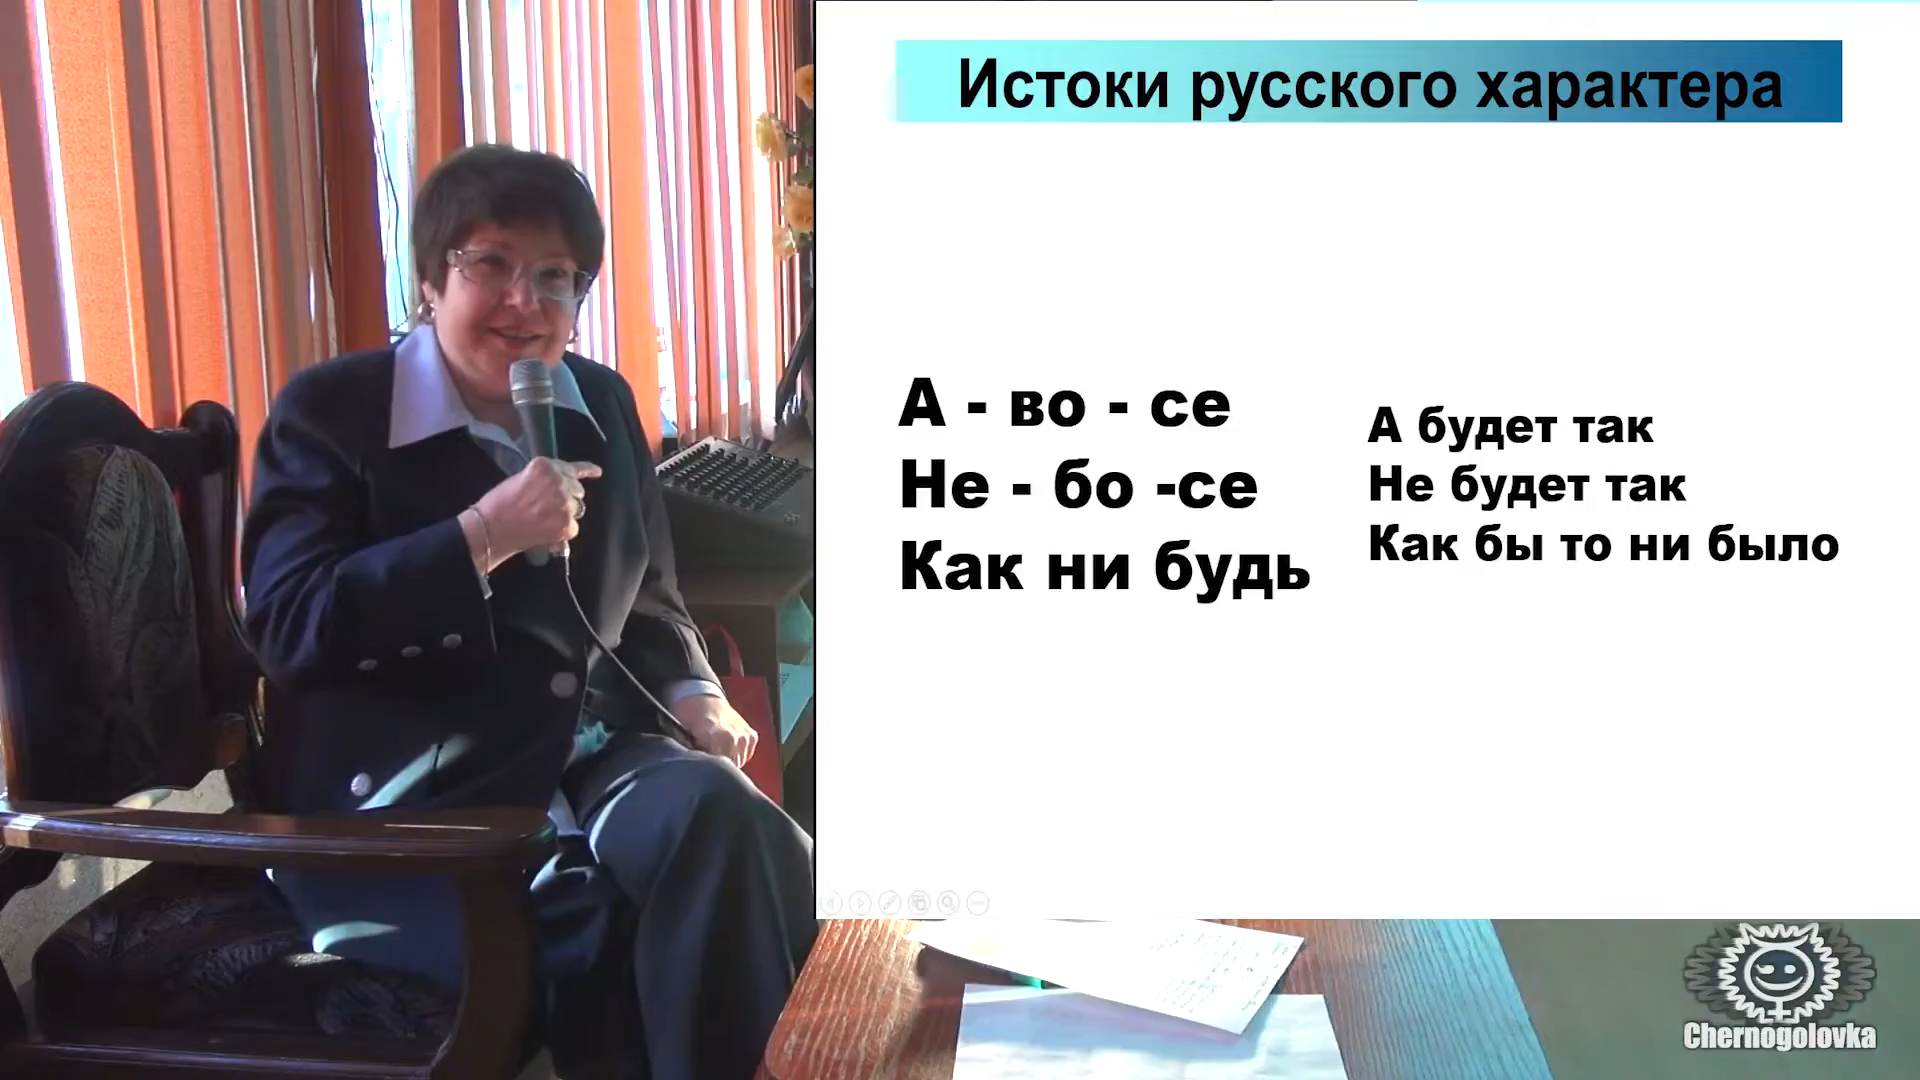 Истоки русского характера
А - во - се
Не - бо -се
Как ни будь
А будет так
Не будет так
Как бы то ни было
Chernogolovka